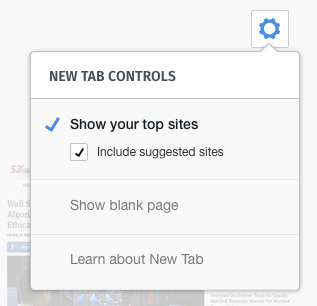 NEW TAB CONTROLS
Show your top sites
Include suggested sites
Show blank page
Learn about New Tab